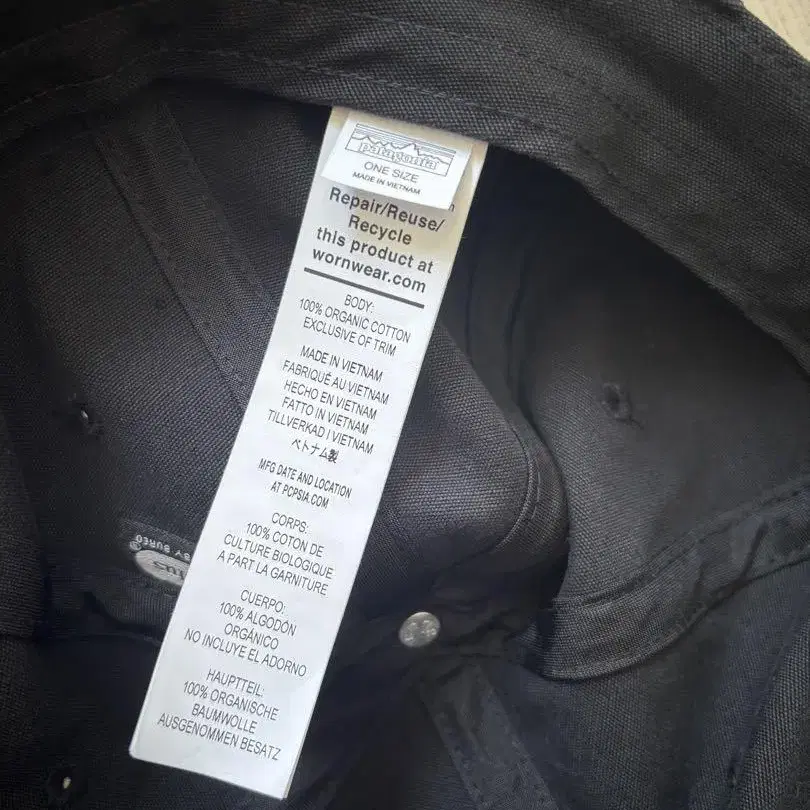 patagonia
ONE SIZE
MADE IN VIETNAM
Repair/Reuse/
Recycle
this product at
wornwear.com
BODY:
100% ORGANIC COTTON
EXCLUSIVE OF TRIM
MADE IN VIETNAM
FABRIQUÉ AU VIETNAM
HECHO EN VIETNAM
FATTO IN VIETNAM
TILLVERKAD I VIETNAM
ベトナム製
MFG DATE AND LOCATION
AT PCPSIA.COM
CORPS:
100% COTON DE
CULTURE BIOLOGIQUE
A PART LA GARNITURE
CUERPO:
100% ALGODÓN
ORGÁNICO
NO INCLUYE EL ADORNO
HAUPTTEIL:
100% ORGANISCHE
BAUMWOLLE
AUSGENOMMEN BESATZ
BY BUREO